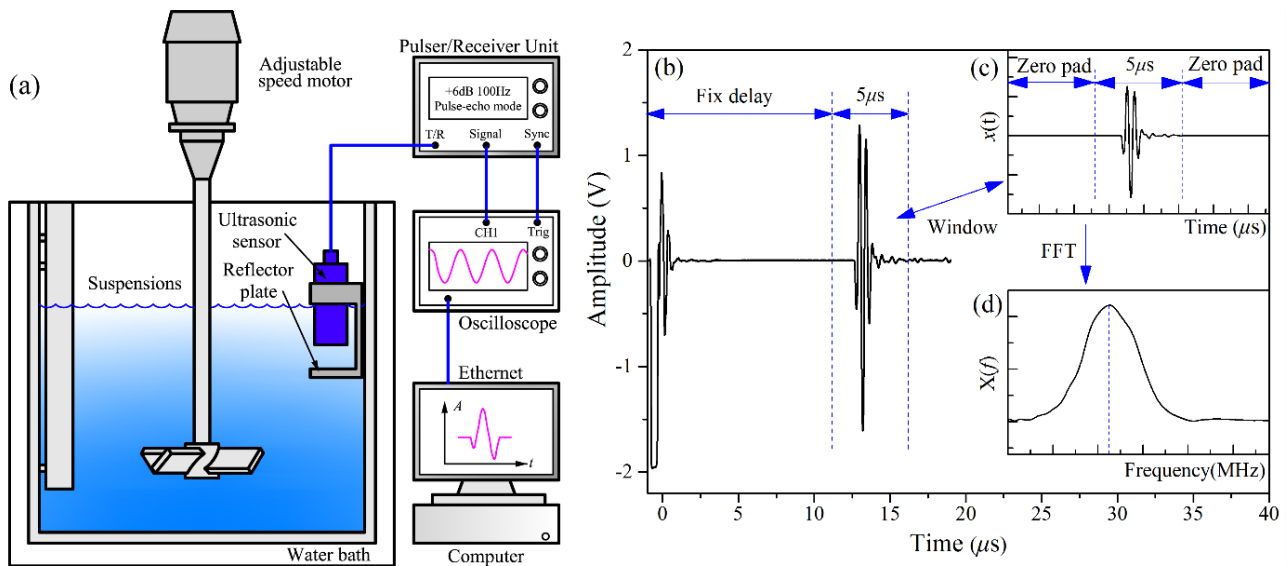 (a)
Adjustable
speed motor
Pulser/Receiver Unit
+6dB 100Hz
Pulse-echo mode
T/R Signal Sync
Ultrasonic
sensor
Reflector
plate
Suspensions
CH1 Trig
Oscilloscope
Ethernet
A
t
Water bath
Computer
(b)
Fix delay
5μs
Window
Amplitude (V)
2
1
0
-1
-2
0 5 10 15 20 25 30 35 40
Time (μs)
(c)
Zero pad 5μs Zero pad
x(t)
Time (μs)
FFT
(d)
X(f)
Frequency(MHz)